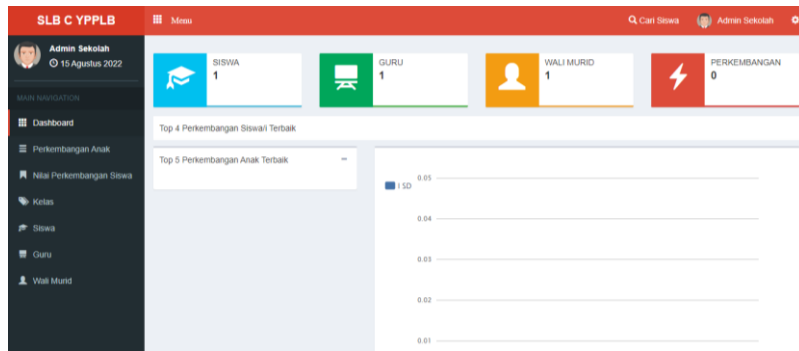 SLB C YPPLB
Menu
Cari Siswa
Admin Sekolah
Admin Sekolah
15 Agustus 2022
MAIN NAVIGATION
Dashboard
Perkembangan Anak
Nilai Perkembangan Siswa
Kelas
Siswa
Guru
Wali Murid
SISWA
1
GURU
1
WALI MURID
1
PERKEMBANGAN
0
Top 4 Perkembangan Siswa/i Terbaik
Top 5 Perkembangan Anak Terbaik
I SD
0.05
0.04
0.03
0.02
0.01